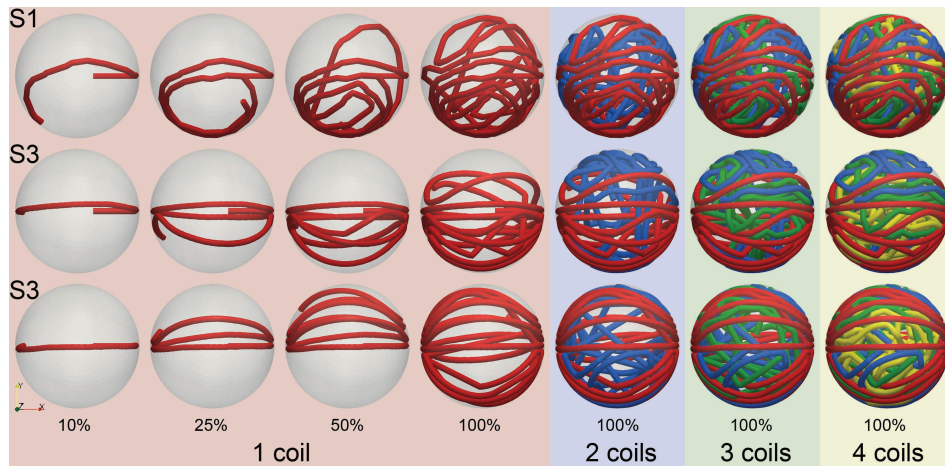 S1
S3
S3
Y
Z
X
10%
25%
50%
100%
100%
100%
100%
1 coil
2 coils
3 coils
4 coils